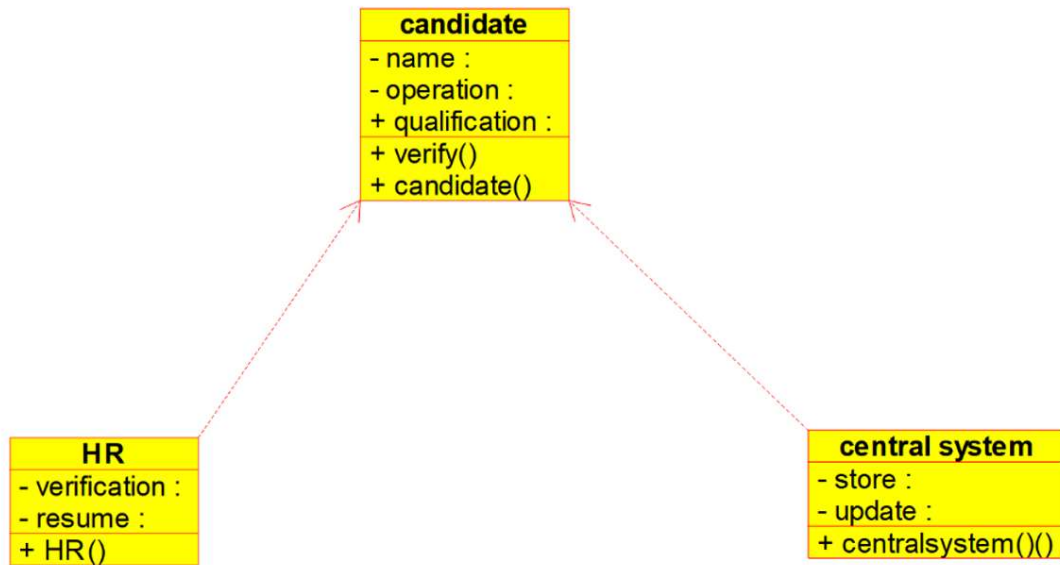 candidate
- name :
- operation :
+ qualification :
+ verify()
+ candidate()
HR
- verification :
- resume :
+ HR()
central system
- store :
- update :
+ centralsystem()()